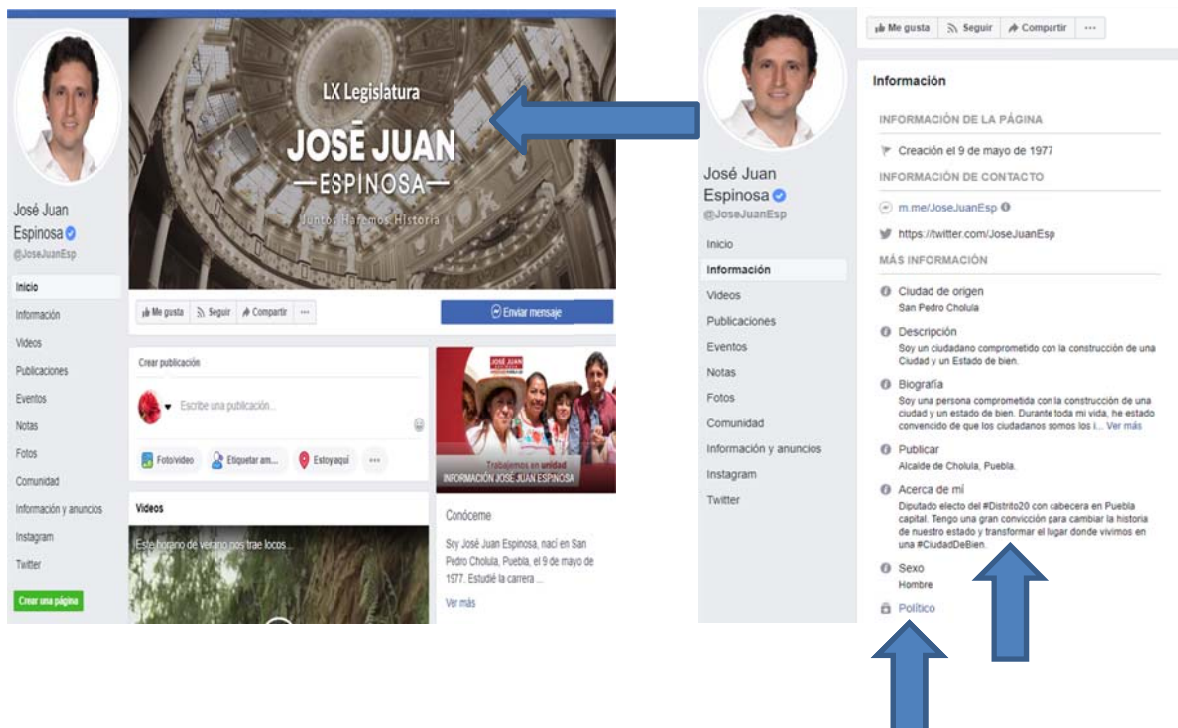 LX Legislatura
JOSÉ JUAN
ESPINOSA
Juntos Haremos Historia
José Juan
Espinosa
@JoseJuanEsp
Inicio
Información
Videos
Publicaciones
Eventos
Notas
Fotos
Comunidad
Información y anuncios
Instagram
Twitter
Crear una página
Me gusta Seguir Compartir ...
Enviar mensaje
Crear publicación
Escribe una publicación...
Foto/video Etiquetar am... Estoy aquí ...
Videos
Este horario de verano nos trae locos...
JOSÉ JUAN
Trabajemos en unidad
INFORMACIÓN JOSE JUAN ESPINOSA
Conóceme
Soy José Juan Espinosa, nací en San
Pedro Cholula, Puebla, el 9 de mayo de
1977. Estudié la carrera ...
Ver más
José Juan
Espinosa
@JoseJuanEsp
Inicio
Información
Videos
Publicaciones
Eventos
Notas
Fotos
Comunidad
Información y anuncios
Instagram
Twitter
Me gusta Seguir Compartir ...
Información
INFORMACIÓN DE LA PÁGINA
Creación el 9 de mayo de 1977
INFORMACIÓN DE CONTACTO
m.me/JoseJuanEsp
https://twitter.com/JoseJuanEsp
MÁS INFORMACIÓN
Ciudad de origen
San Pedro Cholula
Descripción
Soy un ciudadano comprometido con la construcción de una
Ciudad y un Estado de bien.
Biografía
Soy una persona comprometida con la construcción de una
ciudad y un estado de bien. Durante toda mi vida, he estado
convencido de que los ciudadanos somos los i... Ver más
Publicar
Alcalde de Cholula, Puebla.
Acerca de mí
Diputado electo del #Distrito20 con cabecera en Puebla
capital. Tengo una gran convicción para cambiar la historia
de nuestro estado y transformar el lugar donde vivimos en
una #CiudadDeBien.
Sexo
Hombre
Político